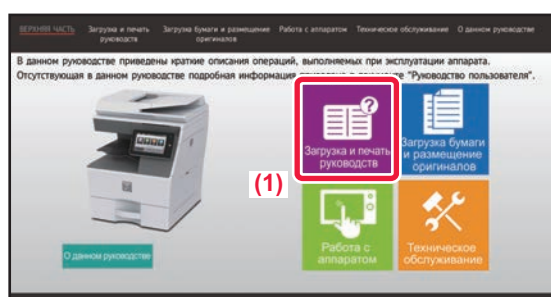 ВЕРХНЯЯ ЧАСТЬ Загрузка и печать Загрузка бумаги и размещение Работа с аппаратом Техническое обслуживание О данном руководстве
руководств оригиналов
В данном руководстве приведены краткие описания операций, выполняемых при эксплуатации аппарата.
Отсутствующая в данном руководстве подробная информация приведена в документе "Руководство пользователя".
Загрузка и печать
руководств
Загрузка бумаги
и размещение
оригиналов
(1)
Работа с
аппаратом
Техническое
обслуживание
О данном руководстве